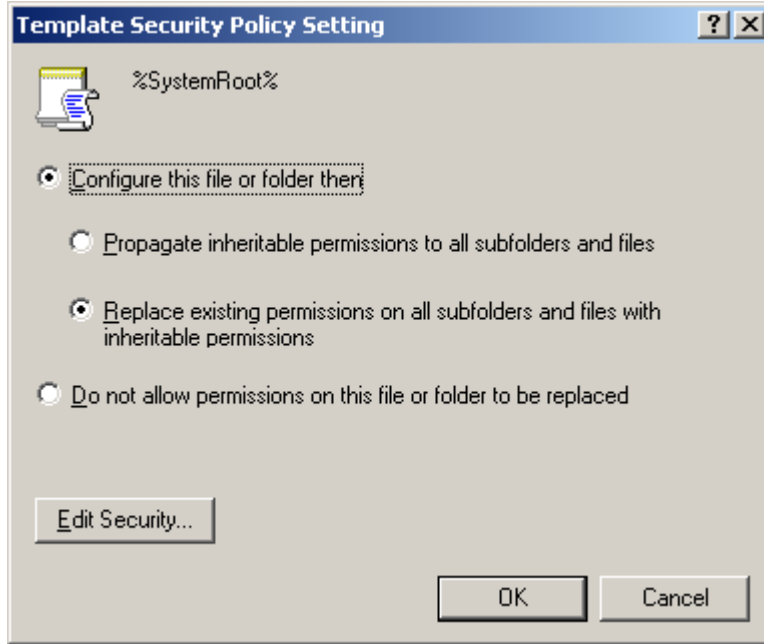 Template Security Policy Setting
%SystemRoot%
Configure this file or folder then
Propagate inheritable permissions to all subfolders and files
Replace existing permissions on all subfolders and files with
inheritable permissions
Do not allow permissions on this file or folder to be replaced
Edit Security...
OK Cancel